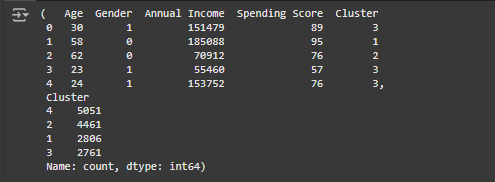 (   Age  Gender  Annual Income  Spending Score  Cluster
0   30       1         151479              89        3
1   58       0         185088              95        1
2   62       0          70912              76        2
3   23       1          55460              57        3
4   24       1         153752              76        3,
Cluster
4    5051
2    4461
1    2806
3    2761
Name: count, dtype: int64)